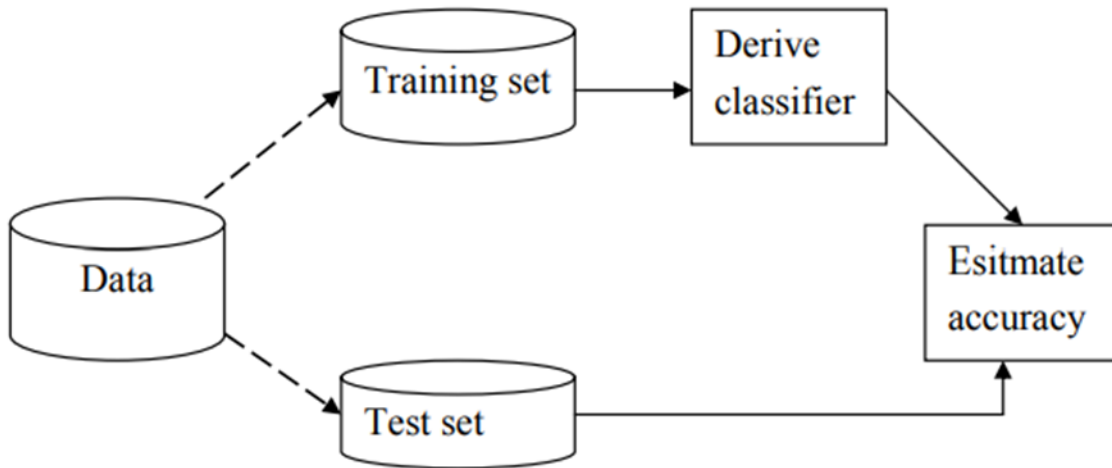 Training set
Derive
classifier
Data
Esitmate
accuracy
Test set